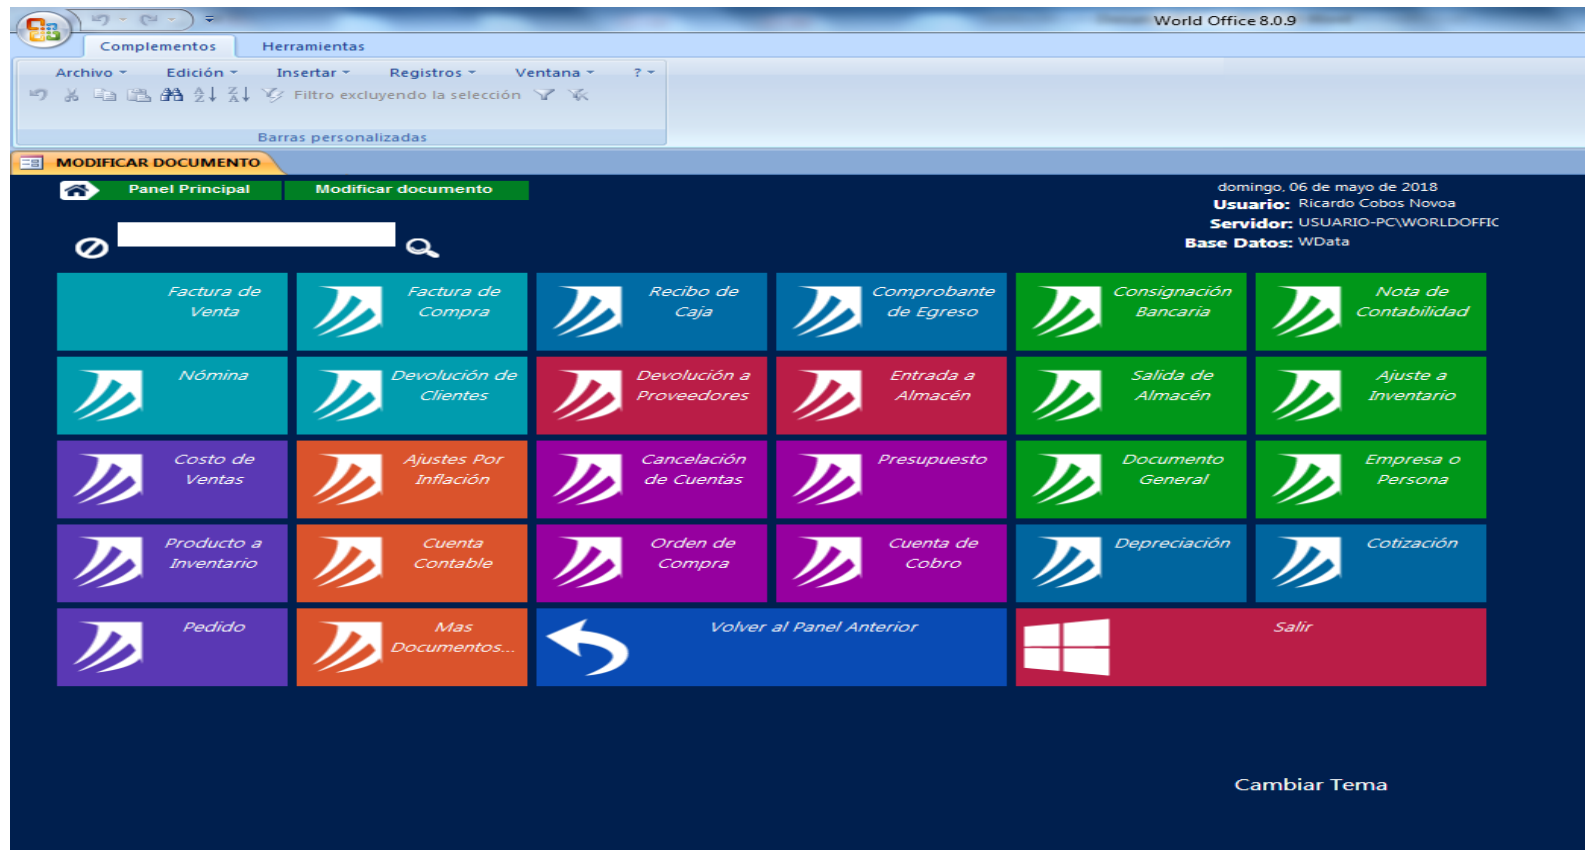 World Office 8.0.9
Complementos Herramientas
Archivo Edición Insertar Registros Ventana ?
Filtro excluyendo la selección
Barras personalizadas
MODIFICAR DOCUMENTO
Panel Principal Modificar documento
domingo, 06 de mayo de 2018
Usuario: Ricardo Cobos Novoa
Servidor: USUARIO-PC\WORLDOFFIC
Base Datos: WData
Factura de
Venta
Factura de
Compra
Recibo de
Caja
Comprobante
de Egreso
Consignación
Bancaria
Nota de
Contabilidad
Nómina
Devolución de
Clientes
Devolución a
Proveedores
Entrada a
Almacén
Salida de
Almacén
Ajuste a
Inventario
Costo de
Ventas
Ajustes Por
Inflación
Cancelación
de Cuentas
Presupuesto
Documento
General
Empresa o
Persona
Producto a
Inventario
Cuenta
Contable
Orden de
Compra
Cuenta de
Cobro
Depreciación
Cotización
Pedido
Mas
Documentos...
Volver al Panel Anterior
Salir
Cambiar Tema